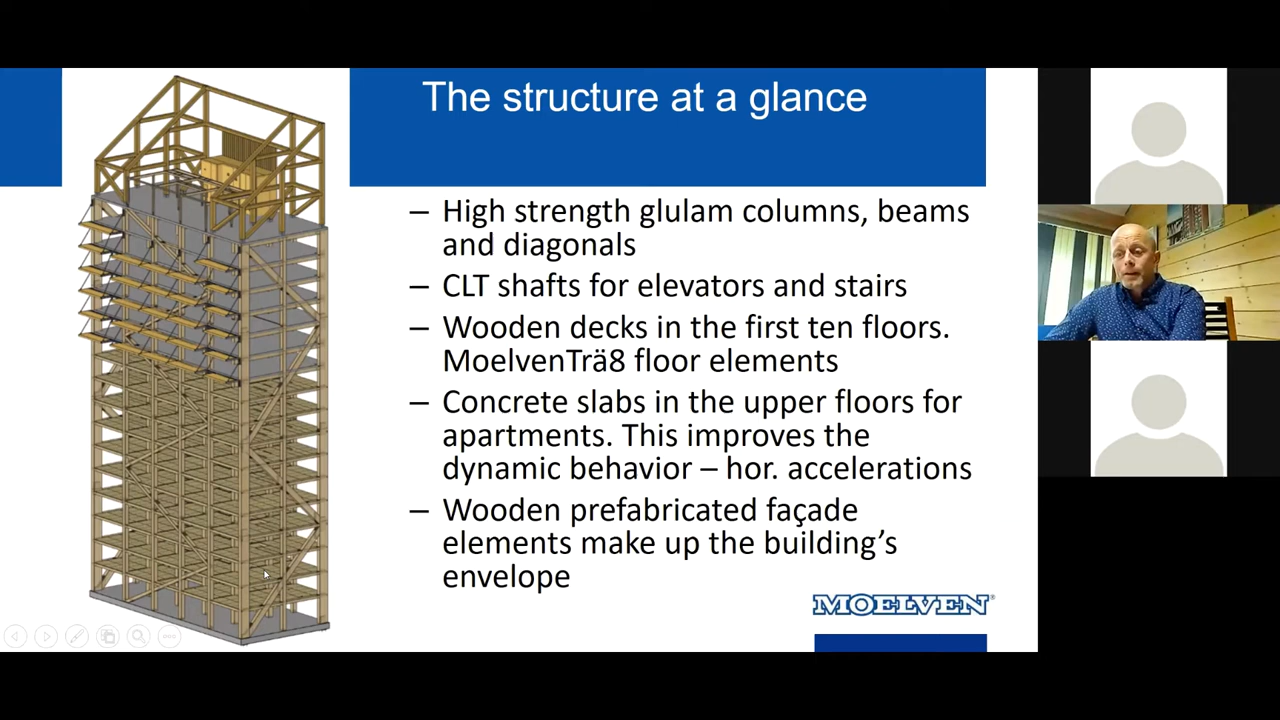 The structure at a glance
– High strength glulam columns, beams
and diagonals
– CLT shafts for elevators and stairs
– Wooden decks in the first ten floors.
MoelvenTrä8 floor elements
– Concrete slabs in the upper floors for
apartments. This improves the
dynamic behavior – hor. accelerations
– Wooden prefabricated façade
elements make up the building’s
envelope
MOELVEN®